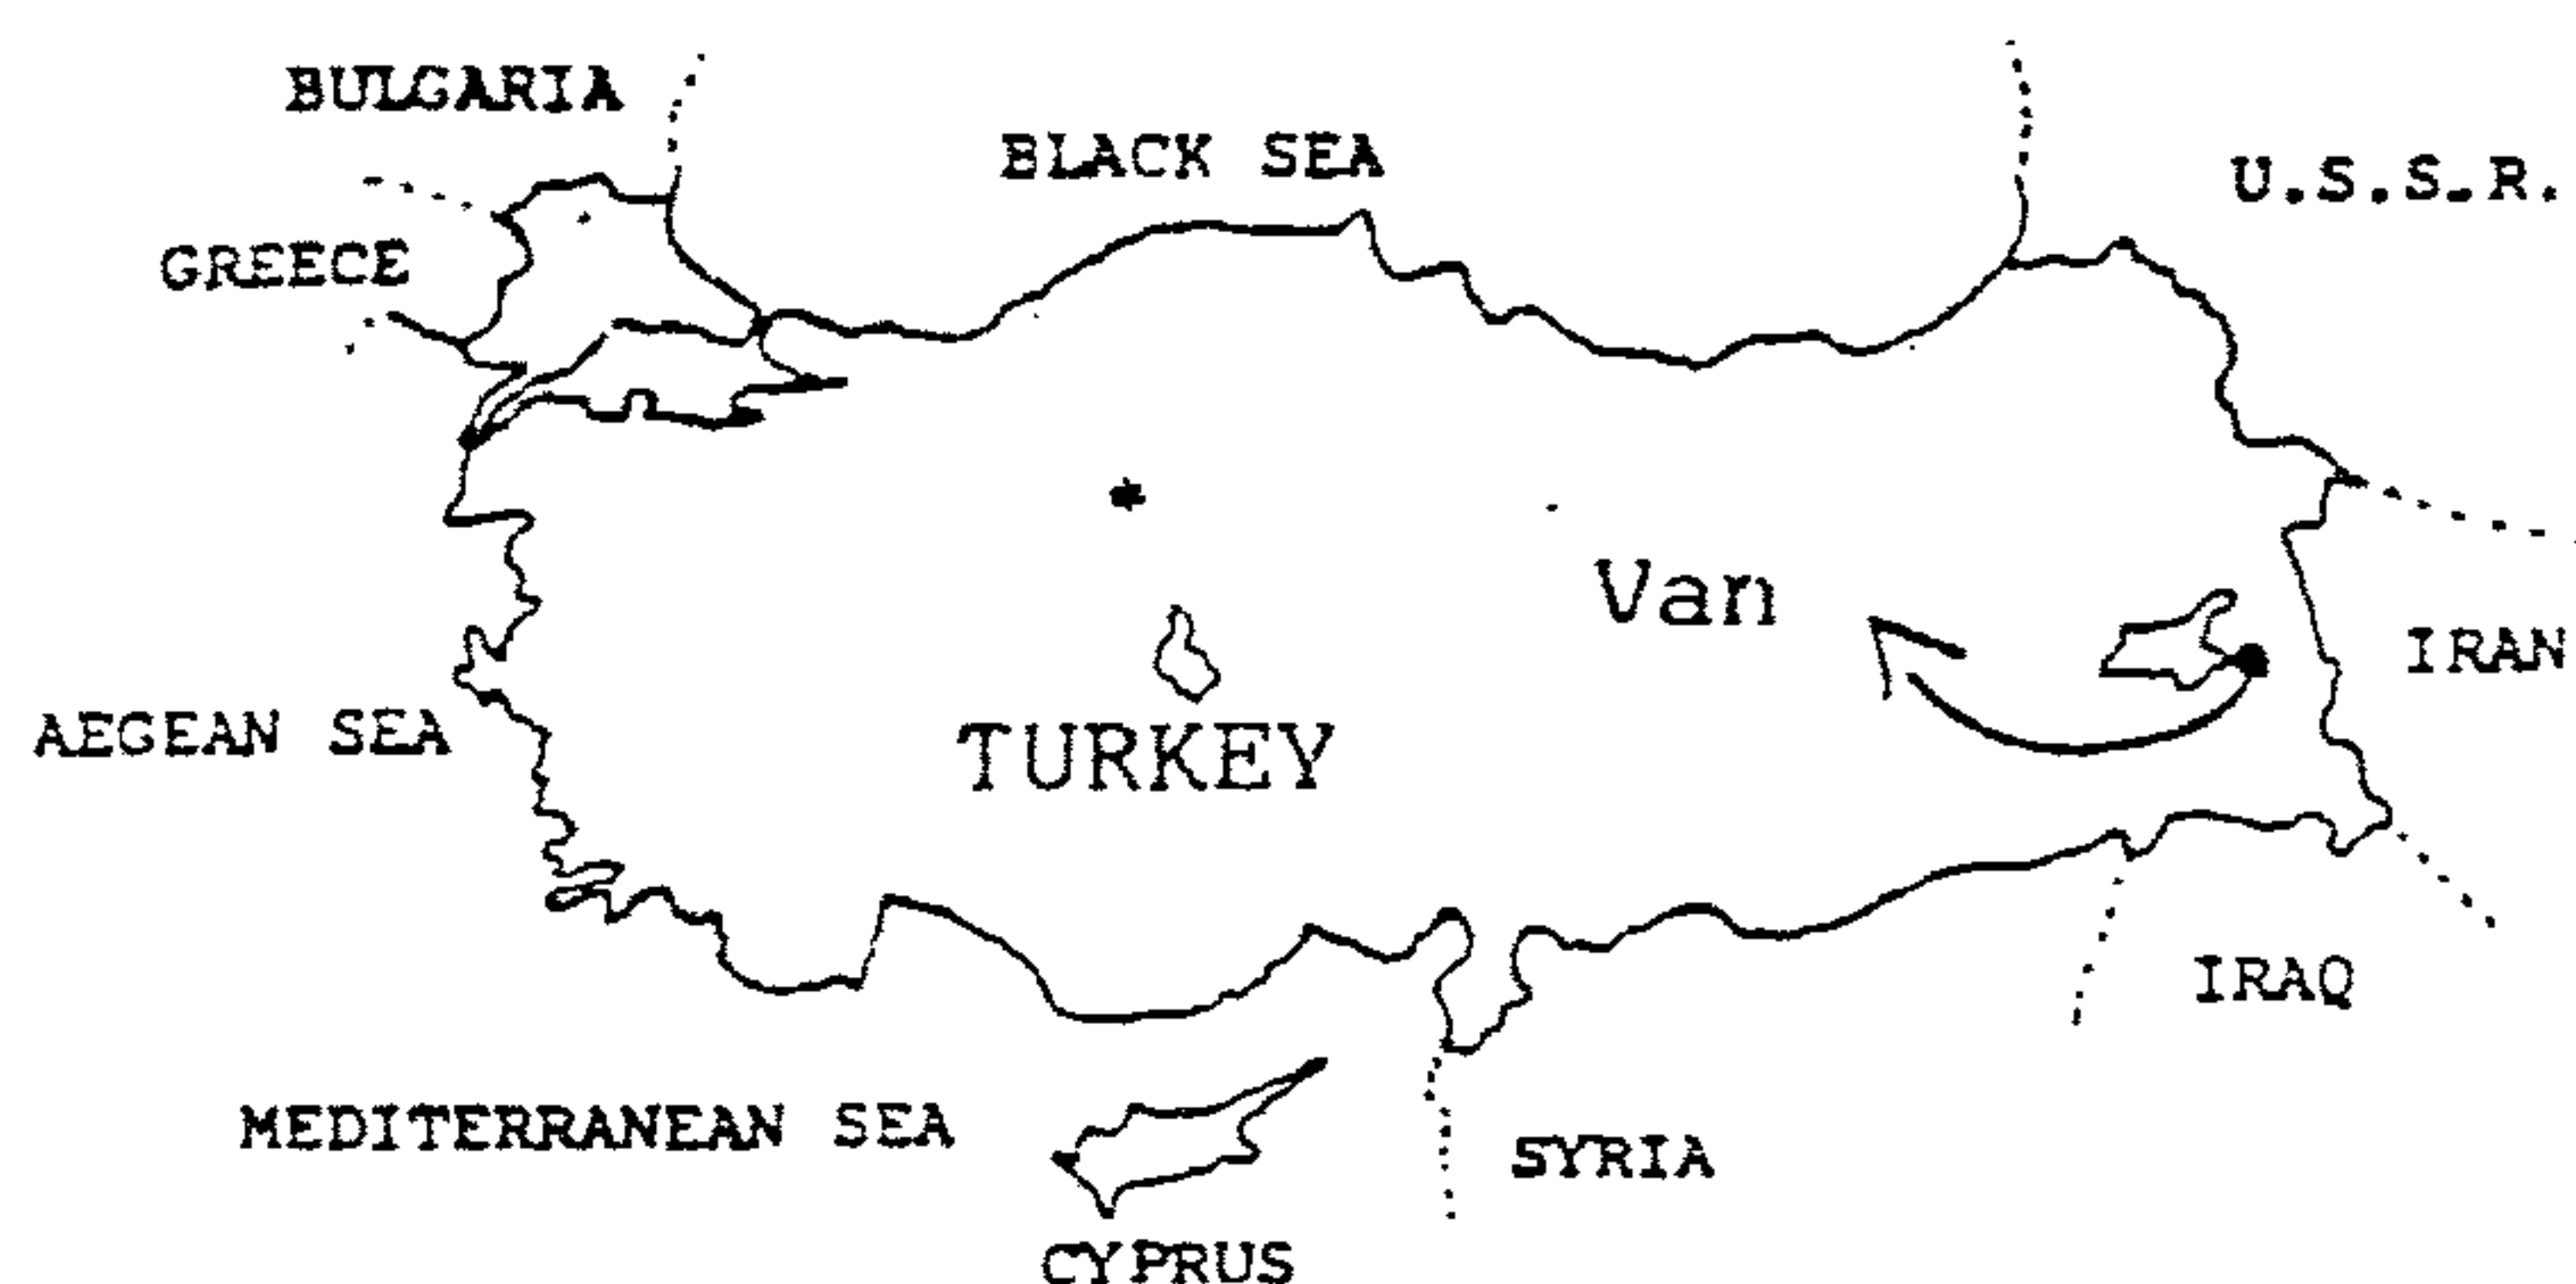 BULGARIA
BLACK SEA
U.S.S.R.
GREECE
Van
IRAN
AEGEAN SEA
TURKEY
IRAQ
MEDITERRANEAN SEA
SYRIA
CYPRUS